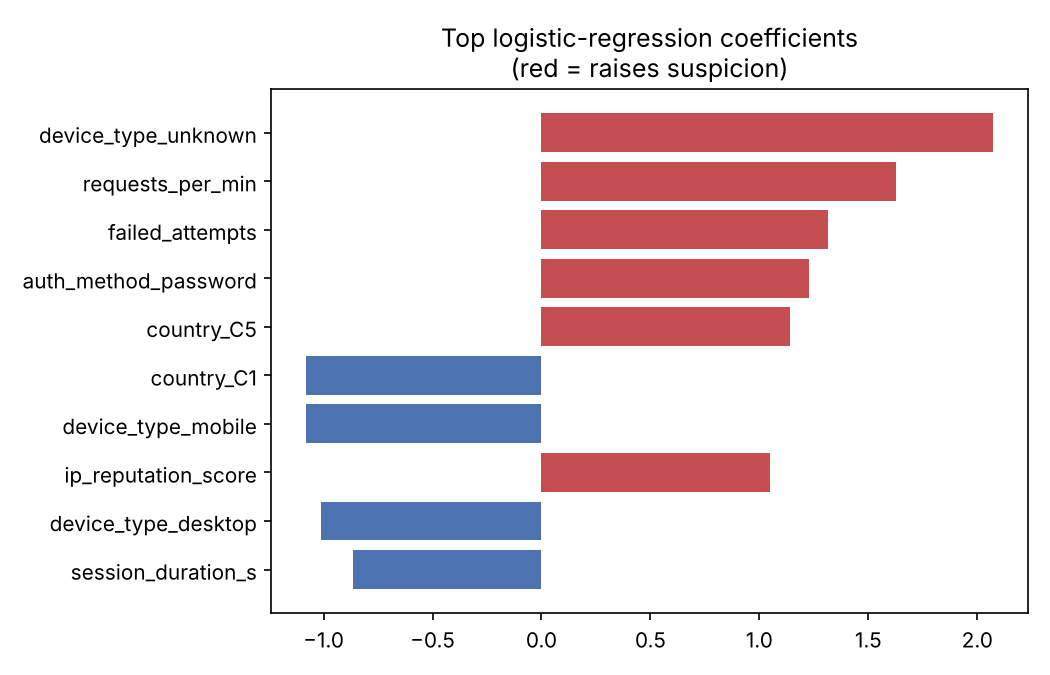 Top logistic-regression coefficients
(red = raises suspicion)
device_type_unknown
requests_per_min
failed_attempts
auth_method_password
country_C5
country_C1
device_type_mobile
ip_reputation_score
device_type_desktop
session_duration_s
−1.0 −0.5 0.0 0.5 1.0 1.5 2.0